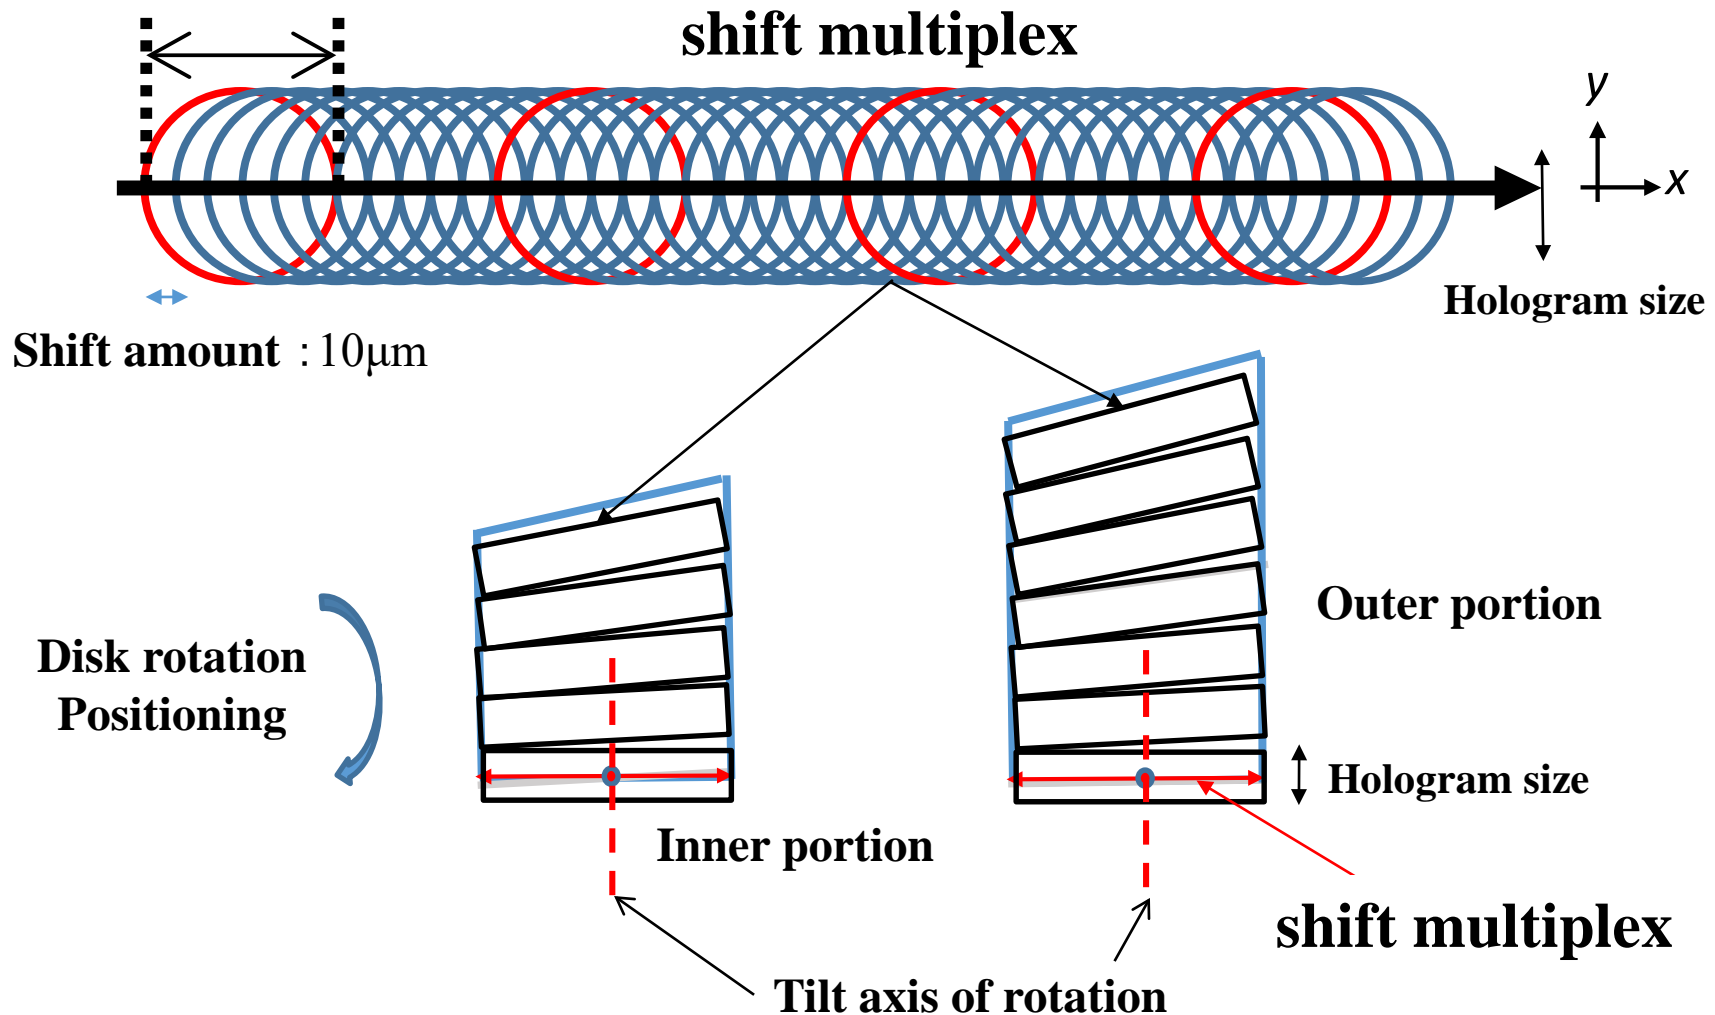 shift multiplex
y
x
Hologram size
Shift amount : 10μm
Outer portion
Disk rotation
Positioning
Hologram size
Inner portion
shift multiplex
Tilt axis of rotation